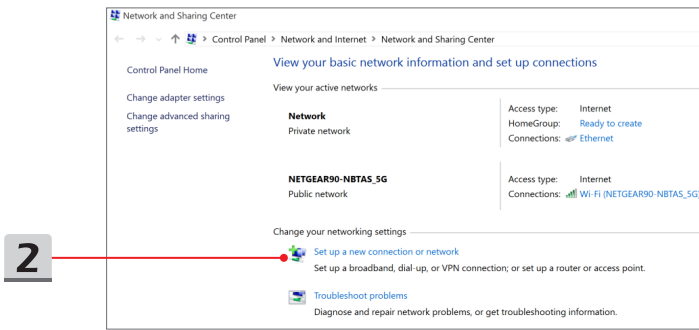 Network and Sharing Center
Control Panel > Network and Internet > Network and Sharing Center
Control Panel Home
Change adapter settings
Change advanced sharing
settings
View your basic network information and set up connections
View your active networks
Network
Private network
Access type: Internet
HomeGroup: Ready to create
Connections: Ethernet
NETGEAR90-NBTAS_5G
Public network
Access type: Internet
Connections: Wi-Fi (NETGEAR90-NBTAS_5G)
Change your networking settings
2
Set up a new connection or network
Set up a broadband, dial-up, or VPN connection; or set up a router or access point.
Troubleshoot problems
Diagnose and repair network problems, or get troubleshooting information.